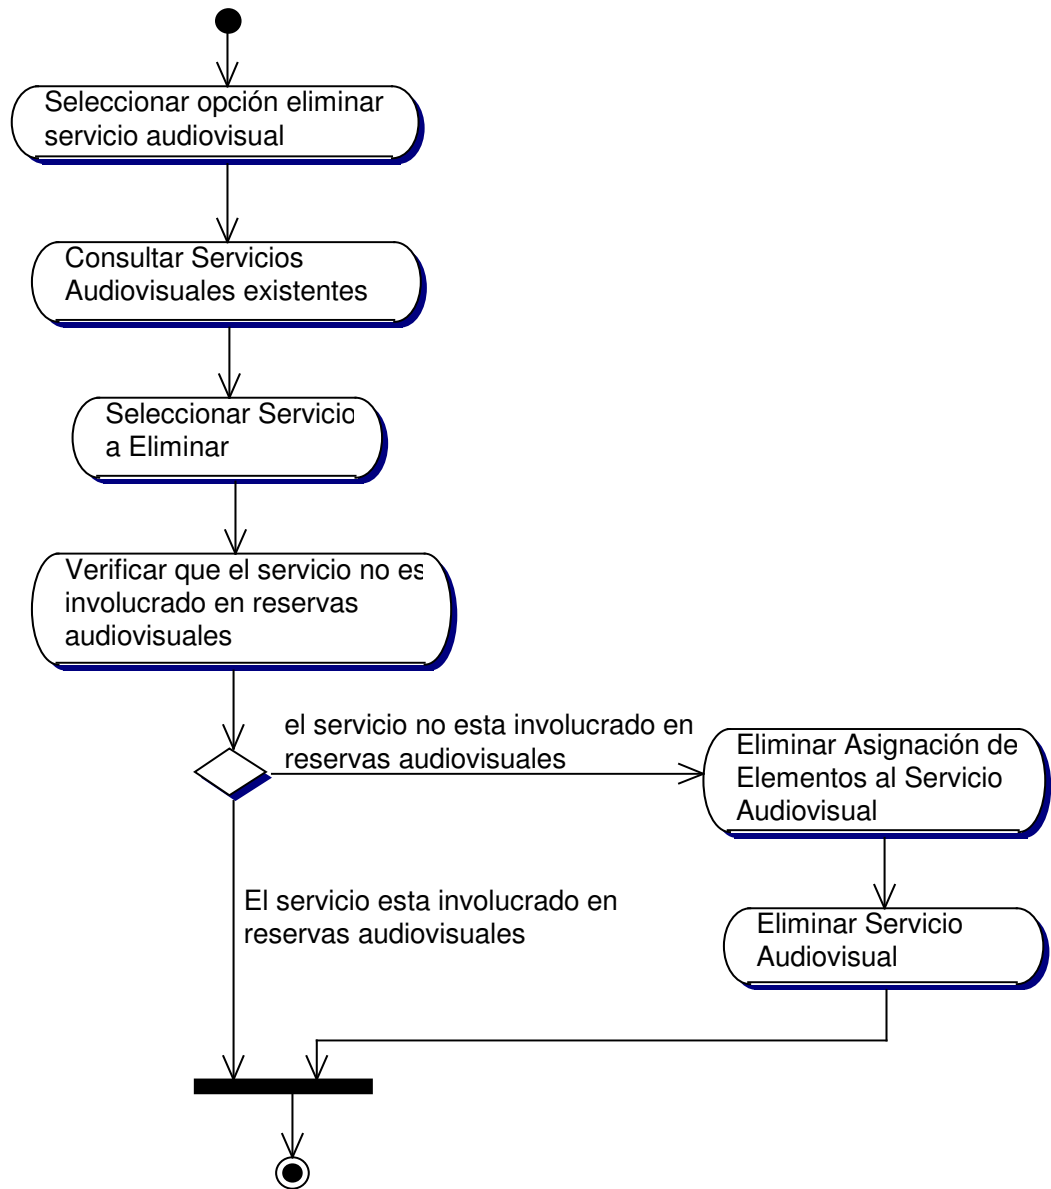 Seleccionar opción eliminar
servicio audiovisual
Consultar Servicios
Audiovisuales existentes
Seleccionar Servicio
a Eliminar
Verificar que el servicio no es
involucrado en reservas
audiovisuales
el servicio no esta involucrado en
reservas audiovisuales
Eliminar Asignación de
Elementos al Servicio
Audiovisual
El servicio esta involucrado en
reservas audiovisuales
Eliminar Servicio
Audiovisual